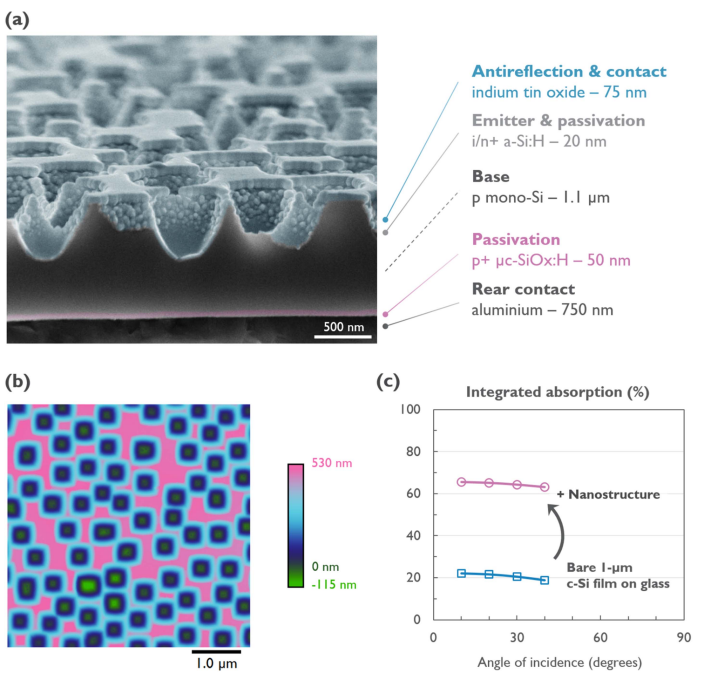 (a)
Antireflection & contact
indium tin oxide – 75 nm
Emitter & passivation
i/n+ a-Si:H – 20 nm
Base
p mono-Si – 1.1 μm
Passivation
p+ μc-SiOx:H – 50 nm
Rear contact
aluminium – 750 nm
500 nm
(b)
530 nm
0 nm
-115 nm
1.0 μm
(c)
Integrated absorption (%)
100
80
60
40
20
0
+ Nanostructure
Bare 1-μm
c-Si film on glass
0
30
60
90
Angle of incidence (degrees)